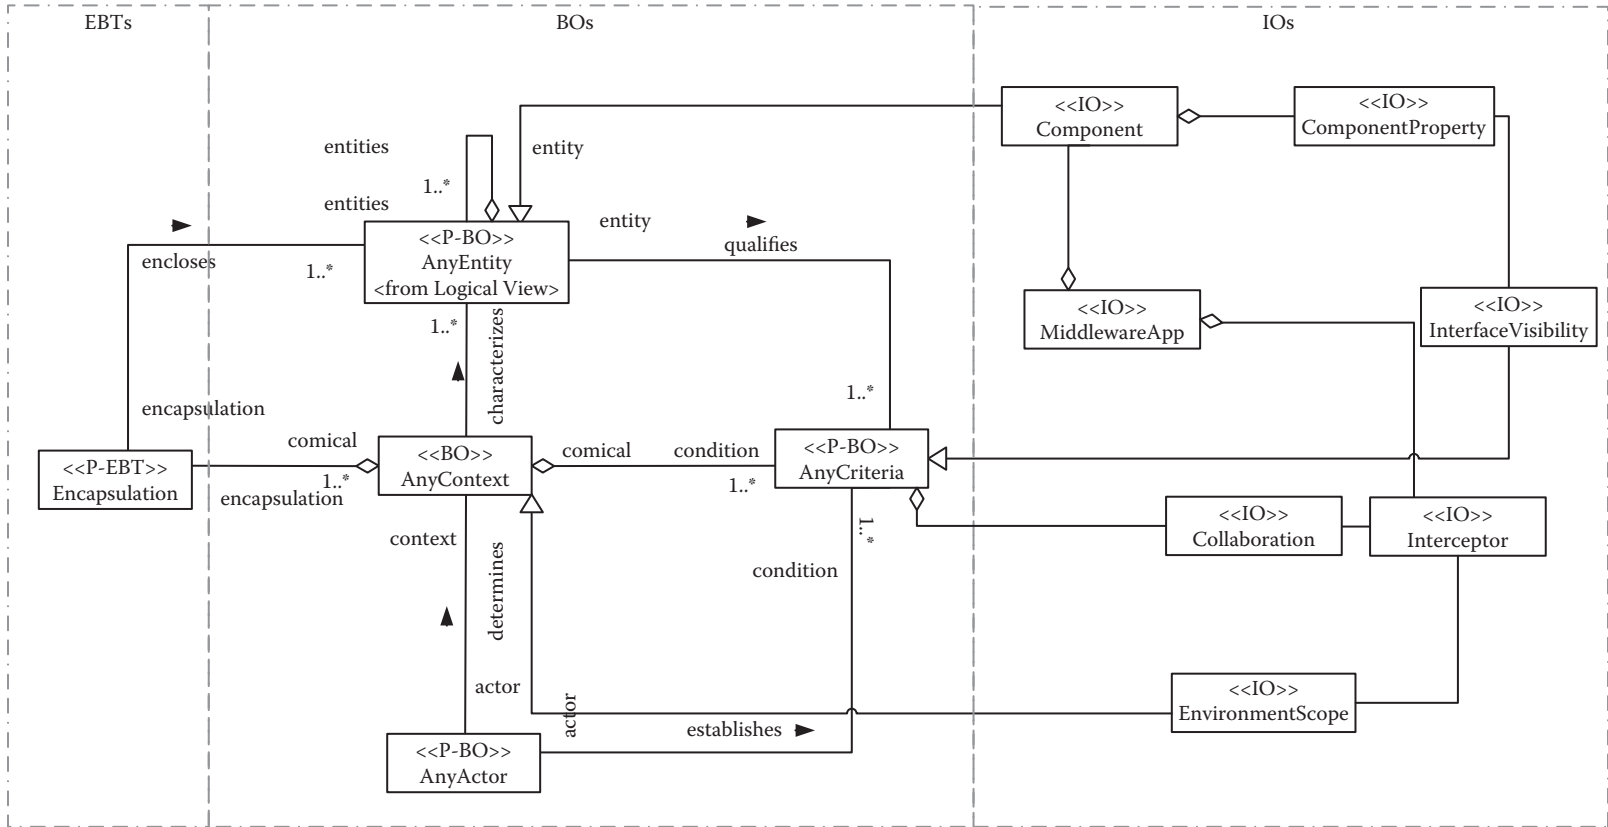 EBTs
BOs
IOs
<<IO>>
Component
<<IO>>
ComponentProperty
entities
entity
1..*
entities
entity
qualifies
<<P-BO>>
AnyEntity
<from Logical View>
encloses
1..*
1..*
characterizes
<<IO>>
MiddlewareApp
<<IO>>
InterfaceVisibility
1..*
encapsulation
comical
comical
condition
<<P-EBT>>
Encapsulation
<<BO>>
AnyContext
<<P-BO>>
AnyCriteria
encapsulation
1..*
1..*
context
determines
1..*
condition
<<IO>>
Collaboration
<<IO>>
Interceptor
actor
actor
establishes
<<IO>>
EnvironmentScope
<<P-BO>>
AnyActor